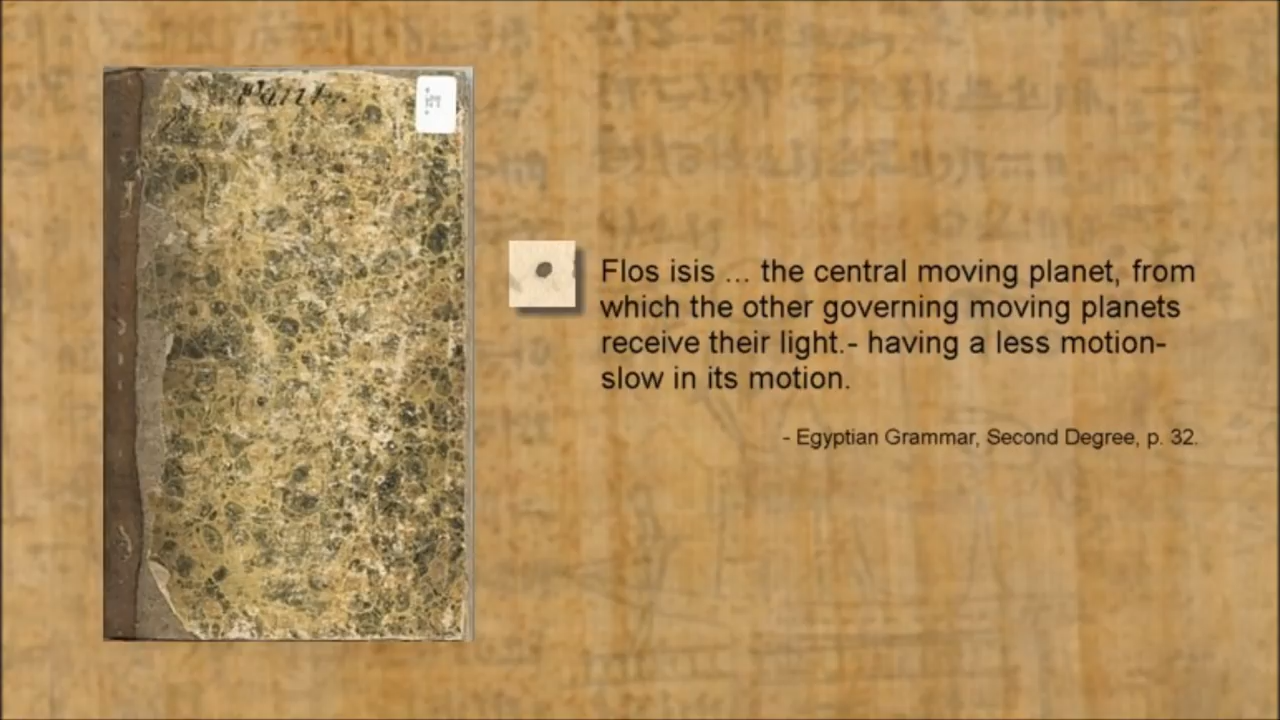 Flos isis ... the central moving planet, from
which the other governing moving planets
receive their light.- having a less motion-
slow in its motion.
- Egyptian Grammar, Second Degree, p. 32.